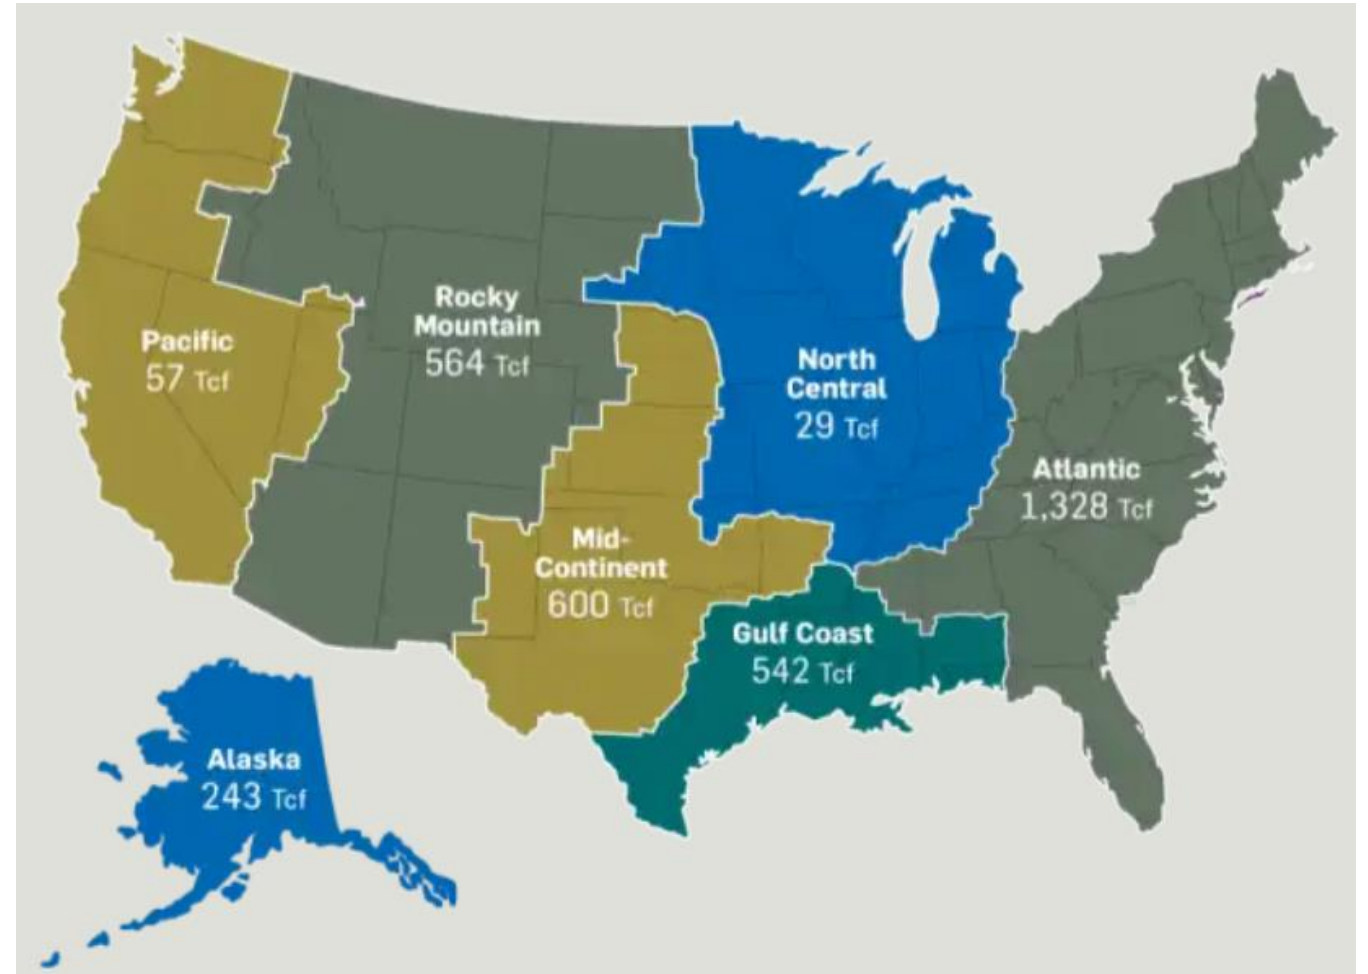 Pacific
57 Tcf
Rocky
Mountain
564 Tcf
North
Central
29 Tcf
Atlantic
1,328 Tcf
Mid-
Continent
600 Tcf
Gulf Coast
542 Tcf
Alaska
243 Tcf